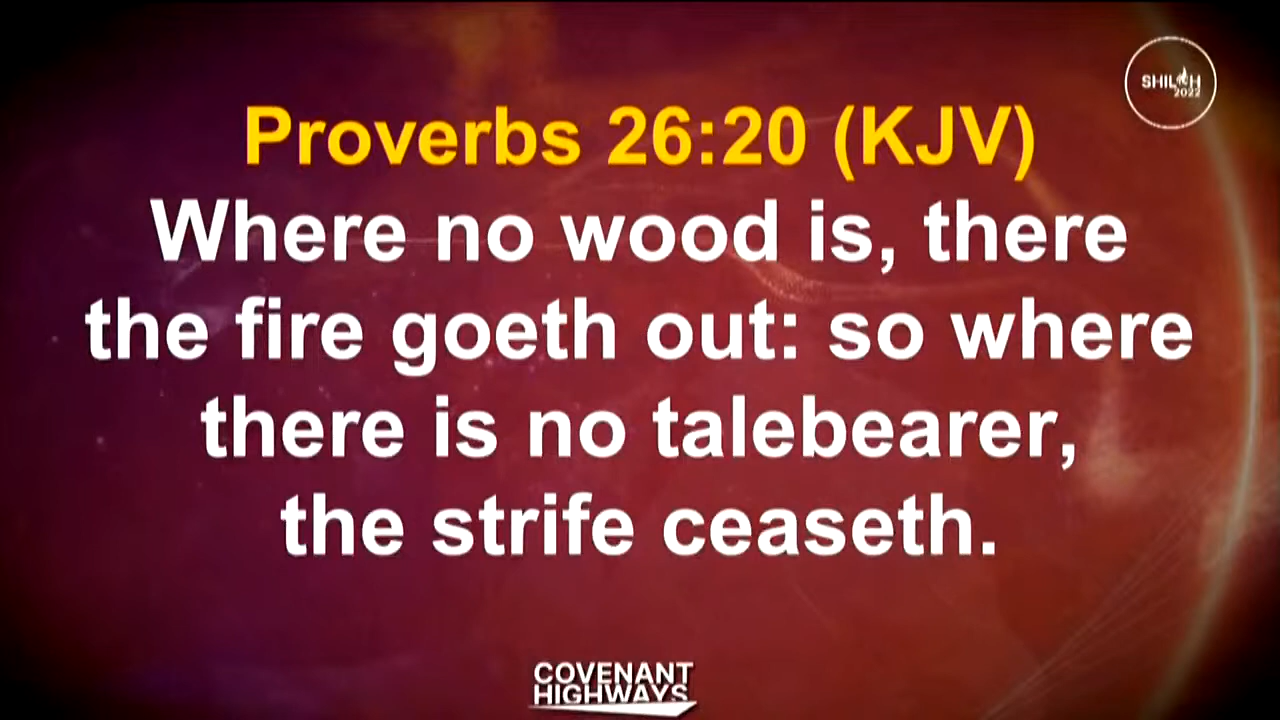 SHILOH
2022
Proverbs 26:20 (KJV)
Where no wood is, there
the fire goeth out: so where
there is no talebearer,
the strife ceaseth.
COVENANT
HIGHWAYS